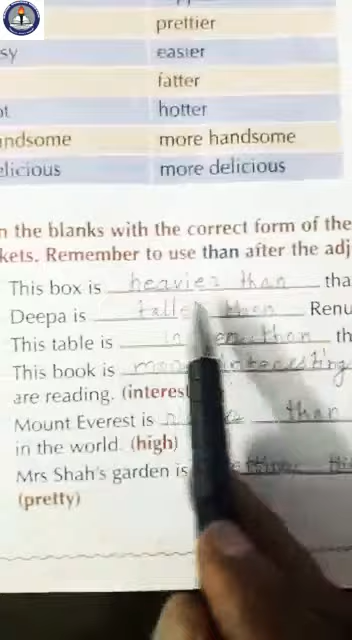 prettier
sy easier
fatter
ot hotter
ndsome more handsome
elicious more delicious
n the blanks with the correct form of the
kets. Remember to use than after the adj
This box is heavier than tha
Deepa is than Renu
This table is than th
This book is interesting
are reading. (interest
Mount Everest is than
in the world. (high)
Mrs Shah's garden is
(pretty)